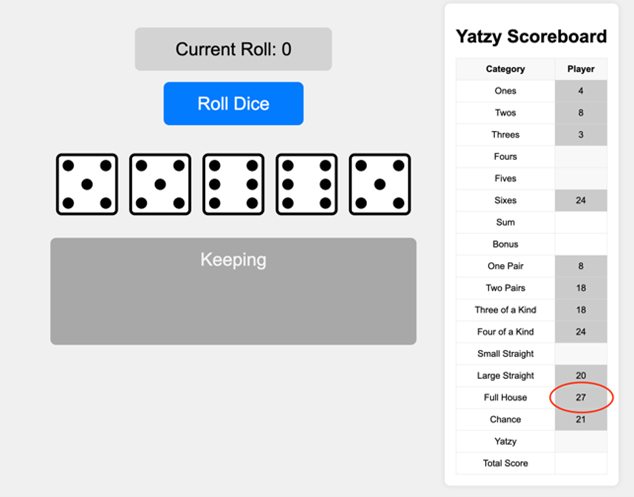 Current Roll: 0
Roll Dice
Keeping
Yatzy Scoreboard
Category Player
Ones 4
Twos 8
Threes 3
Fours
Fives
Sixes 24
Sum
Bonus
One Pair 8
Two Pairs 18
Three of a Kind 18
Four of a Kind 24
Small Straight
Large Straight 20
Full House 27
Chance 21
Yatzy
Total Score